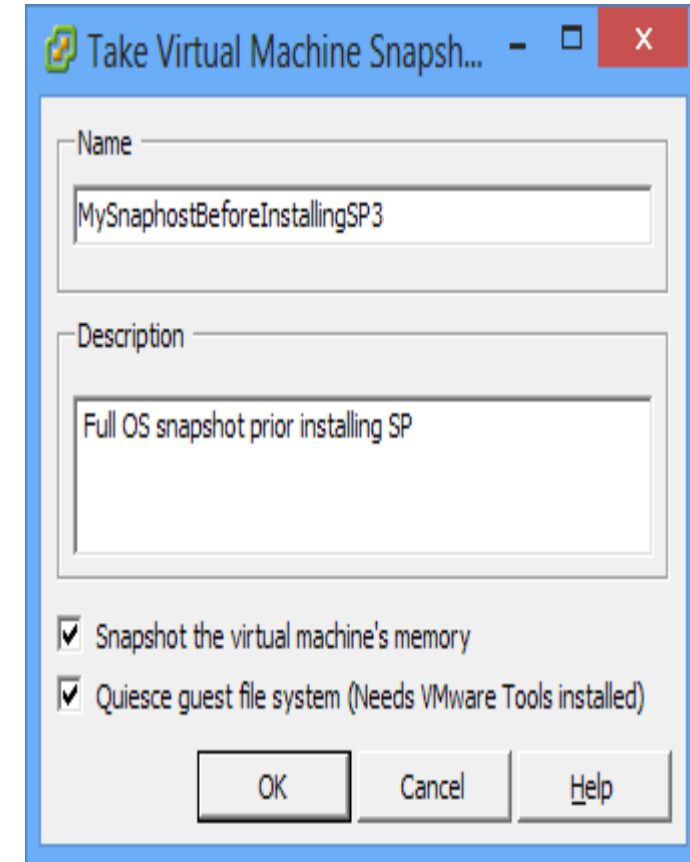 Take Virtual Machine Snapsh...
Name
MySnaphostBeforeInstallingSP3
Description
Full OS snapshot prior installing SP
Snapshot the virtual machine's memory
Quiesce guest file system (Needs VMware Tools installed)
OK Cancel Help